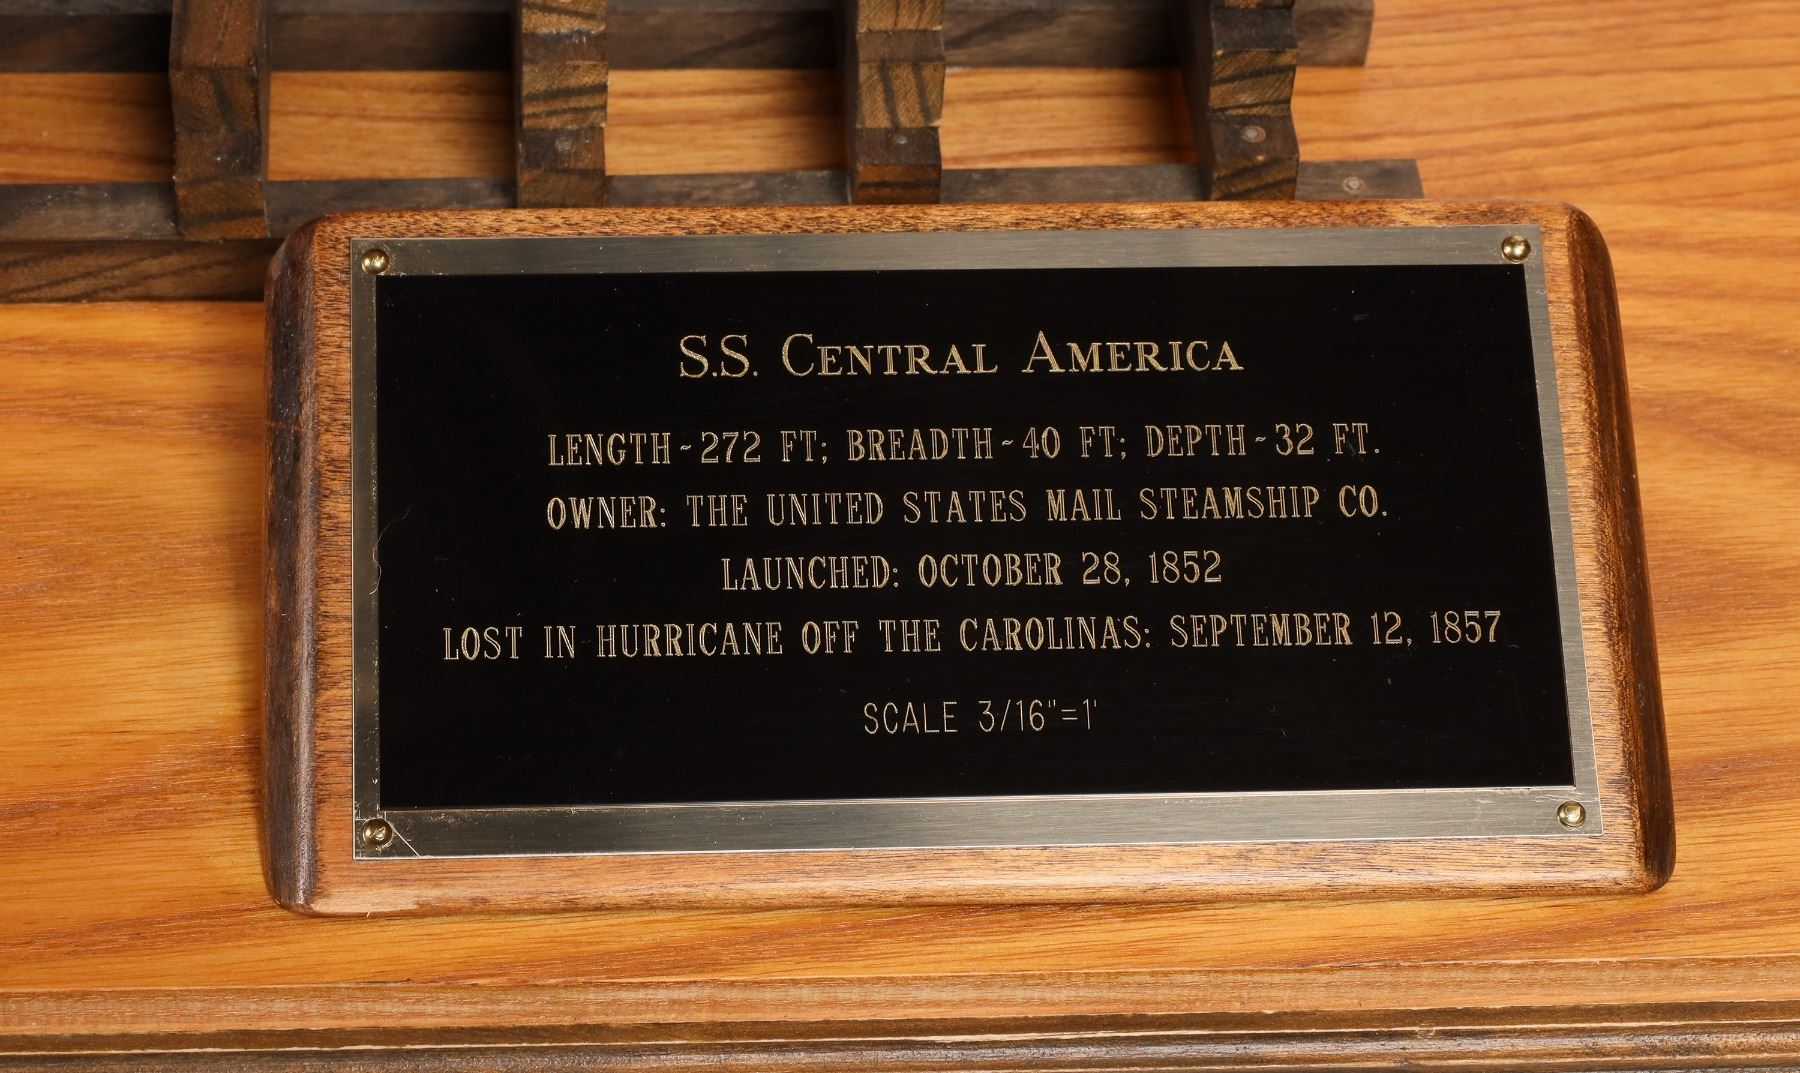 S.S. CENTRAL AMERICA
LENGTH~272 FT; BREADTH~40 FT; DEPTH~32 FT.
OWNER: THE UNITED STATES MAIL STEAMSHIP CO.
LAUNCHED: OCTOBER 28, 1852
LOST IN HURRICANE OFF THE CAROLINA'S: SEPTEMBER 12, 1857
SCALE 3/16"=1'